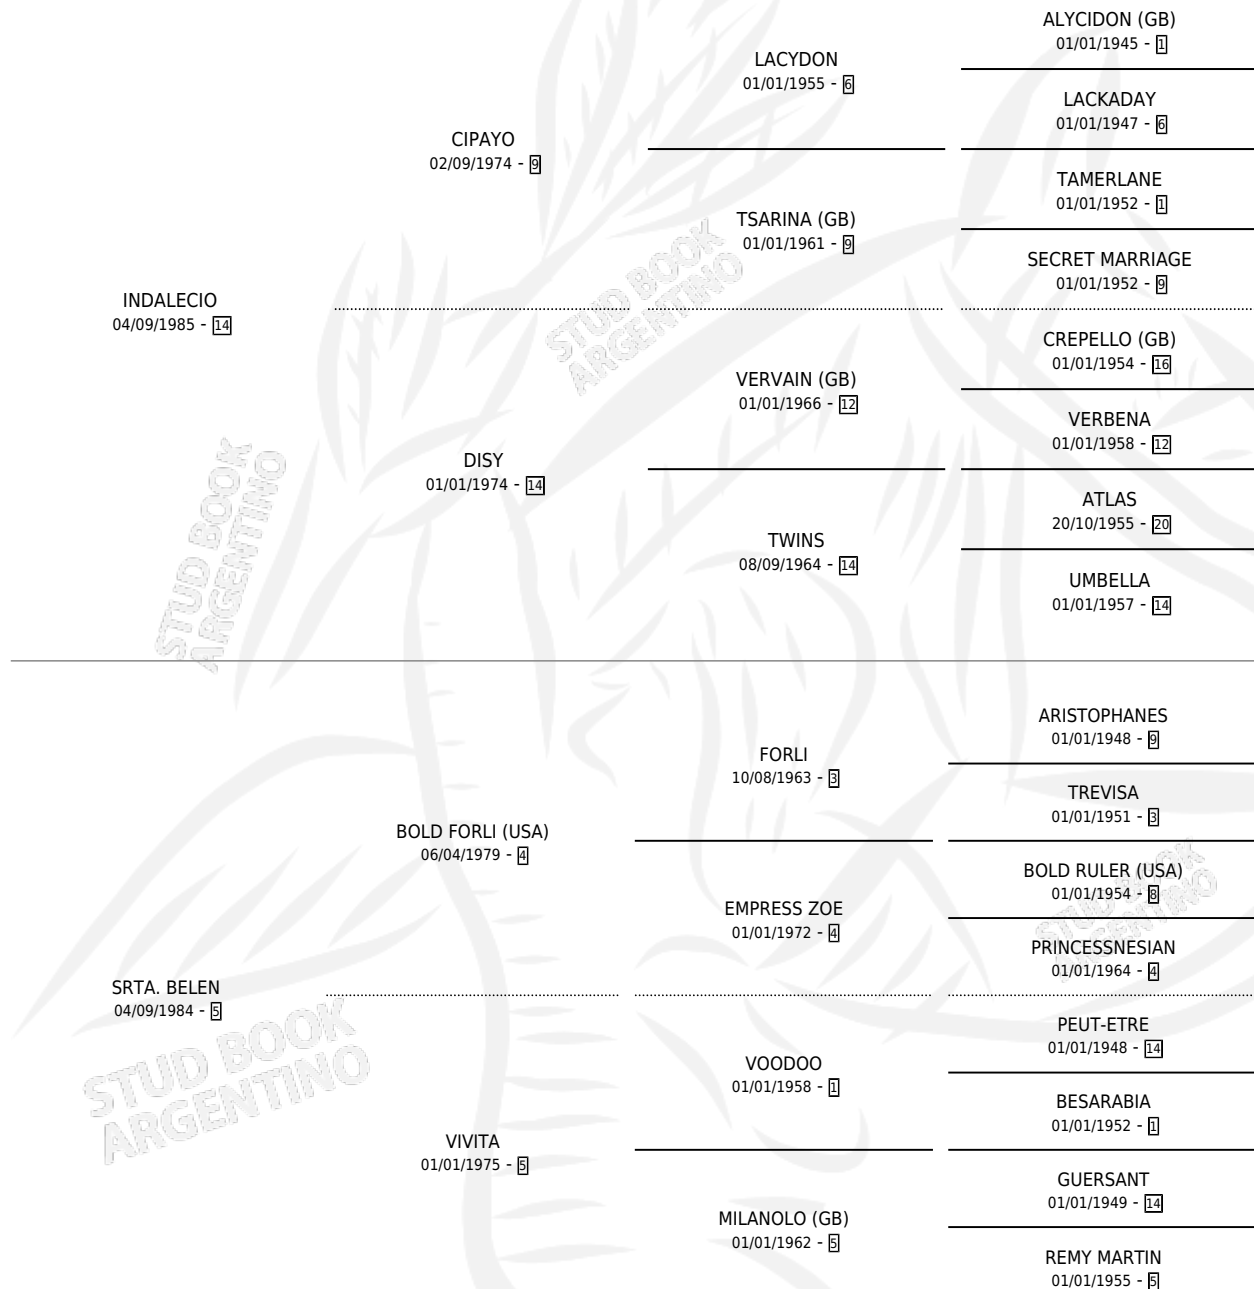 ALYCIDON (GB)
01/01/1945 - 1
LACYDON
01/01/1955 - 6
LACKADAY
01/01/1947 - 6
CIPAYO
02/09/1974 - 9
TAMERLANE
01/01/1952 - 1
TSARINA (GB)
01/01/1961 - 9
SECRET MARRIAGE
01/01/1952 - 9
INDALECIO
04/09/1985 - 14
STUD BOOK
ARGENTINO
CREPELLO (GB)
01/01/1954 - 16
VERVAIN (GB)
01/01/1966 - 12
VERBENA
01/01/1958 - 12
DISY
01/01/1974 - 14
ATLAS
20/10/1955 - 20
TWINS
08/09/1964 - 14
UMBELLA
01/01/1957 - 14
STUD BOOK
ARGENTINO
ARISTOPHANES
01/01/1948 - 9
FORLI
10/08/1963 - 3
TREVISA
01/01/1951 - 3
BOLD FORLI (USA)
06/04/1979 - 4
BOLD RULER (USA)
01/01/1954 - 8
EMPRESS ZOE
01/01/1972 - 4
PRINCESSNESIAN
01/01/1964 - 4
STUD BOOK
ARGENTINO
SRTA. BELEN
04/09/1984 - 5
STUD BOOK
ARGENTINO
PEUT-ETRE
01/01/1948 - 14
VOODOO
01/01/1958 - 1
BESARABIA
01/01/1952 - 1
VIVITA
01/01/1975 - 5
GUERSANT
01/01/1949 - 14
MILANOLO (GB)
01/01/1962 - 5
REMY MARTIN
01/01/1955 - 5